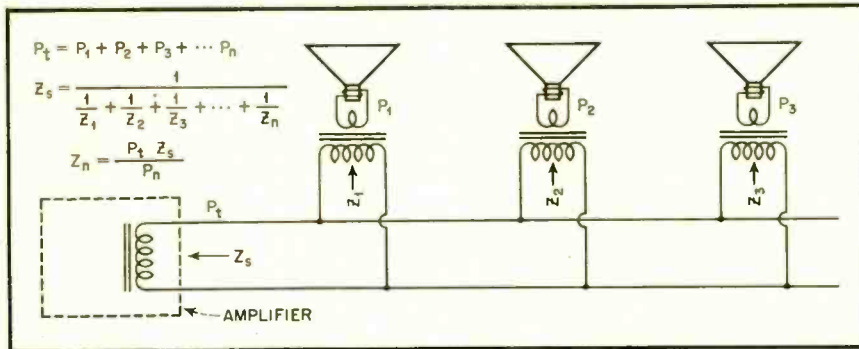 Pt = P1 + P2 + P3 + ··· Pn
Zs = 1 / (1/Z1 + 1/Z2 + 1/Z3 + ··· + 1/Zn)
Zn = Pt Zs / Pn
P1
P2
P3
Z1
Z2
Z3
Pt
Zs
AMPLIFIER